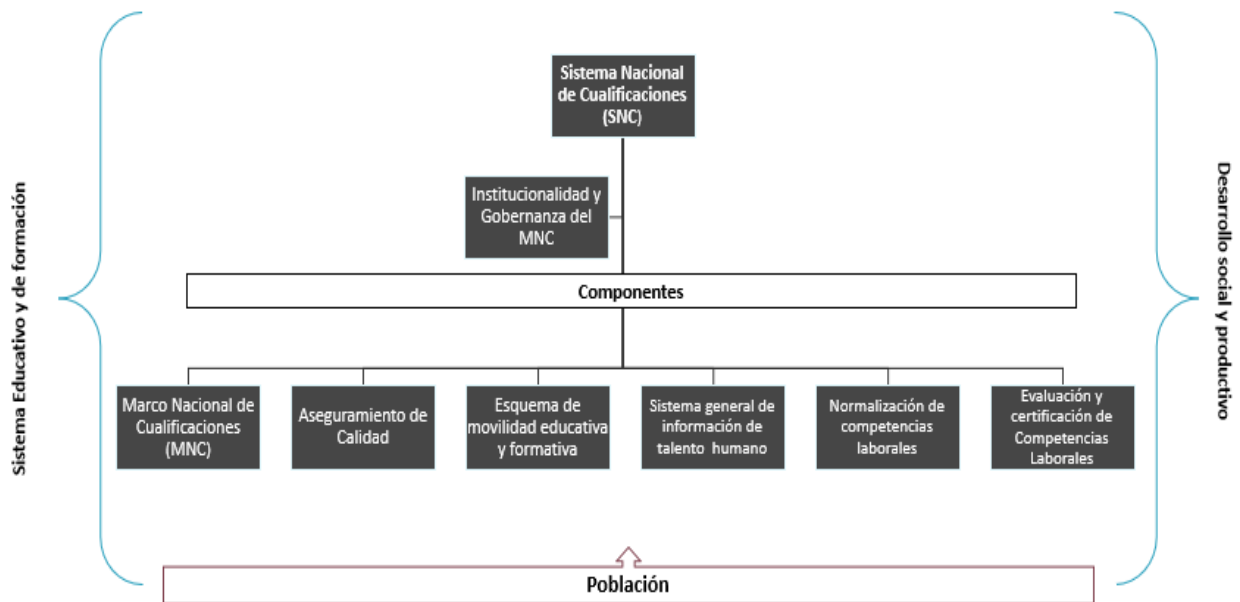 Sistema Nacional
de Cualificaciones
(SNC)
Institucionalidad y
Gobernanza del
MNC
Componentes
Marco Nacional de
Cualificaciones
(MNC)
Aseguramiento de
Calidad
Esquema de
movilidad educativa
y formativa
Sistema general de
información de
talento humano
Normalización de
competencias
laborales
Evaluación y
certificación de
Competencias
Laborales
Población
Sistema Educativo y de formación
Desarrollo social y productivo